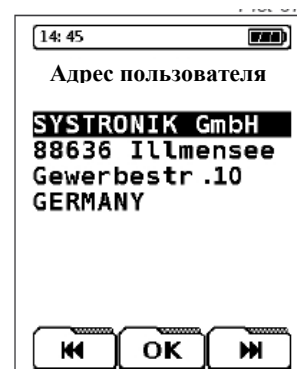 14: 45
Адрес пользователя
SYSTRONIK GmbH
88636 Illmensee
Gewerbestr .10
GERMANY
OK